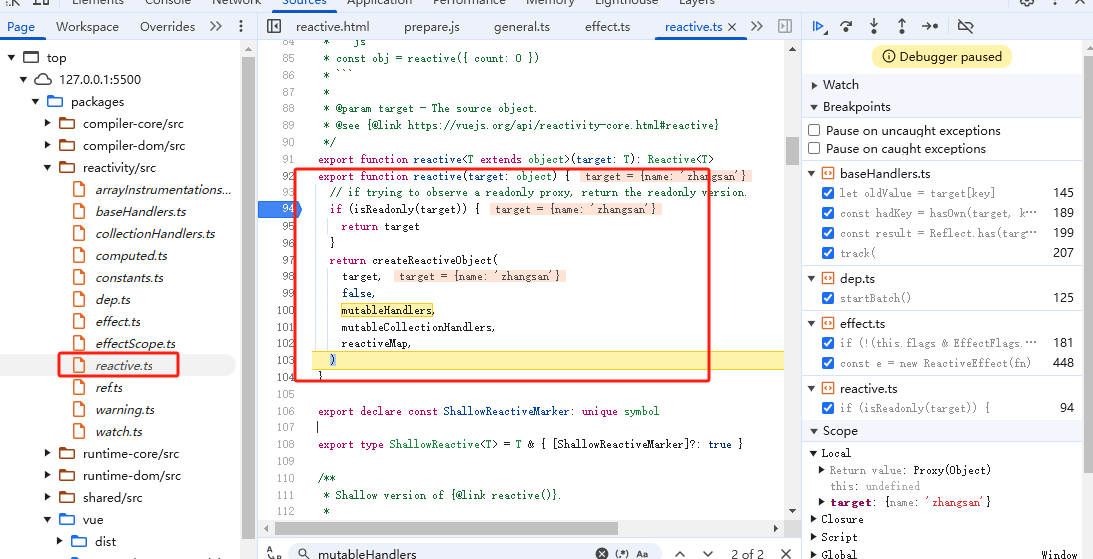 Elements Console Network Sources Application Performance Memory Lighthouse Layers
Page Workspace Overrides
top
127.0.0.1:5500
packages
compiler-core/src
compiler-dom/src
reactivity/src
arrayInstrumentations...
baseHandlers.ts
collectionHandlers.ts
computed.ts
constants.ts
dep.ts
effect.ts
effectScope.ts
reactive.ts
ref.ts
warning.ts
watch.ts
runtime-core/src
runtime-dom/src
shared/src
vue
dist
reactive.html prepare.js general.ts effect.ts reactive.ts
84 * ```js
85 * const obj = reactive({ count: 0 })
86 * ```
87 *
88 * @param target - The source object.
89 * @see {@link https://vuejs.org/api/reactivity-core.html#reactive}
90 */
91 export function reactive<T extends object>(target: T): Reactive<T>
92 export function reactive(target: object) { target = {name: 'zhangsan'}
93 // if trying to observe a readonly proxy, return the readonly version.
94 if (isReadonly(target)) { target = {name: 'zhangsan'}
95 return target
96 }
97 return createReactiveObject(
98 target, target = {name: 'zhangsan'}
99 false,
100 mutableHandlers,
101 mutableCollectionHandlers,
102 reactiveMap,
103 )
104 }
105
106 export declare const ShallowReactiveMarker: unique symbol
107
108 export type ShallowReactive<T> = T & { [ShallowReactiveMarker]?: true }
109
110 /**
111 * Shallow version of {@link reactive()}.
112 *
mutableHandlers (.*) Aa 2 of 2
Debugger paused
Watch
Breakpoints
Pause on uncaught exceptions
Pause on caught exceptions
baseHandlers.ts
let oldValue = target[key] 145
const hadKey = hasOwn(target, k... 189
const result = Reflect.has(targ... 199
track( 207
dep.ts
startBatch() 125
effect.ts
if (!(this.flags & EffectFlags.... 181
const e = new ReactiveEffect(fn) 448
reactive.ts
if (isReadonly(target)) { 94
Scope
Local
Return value: Proxy(Object)
this: undefined
target: {name: 'zhangsan'}
Closure
Script
Global Window